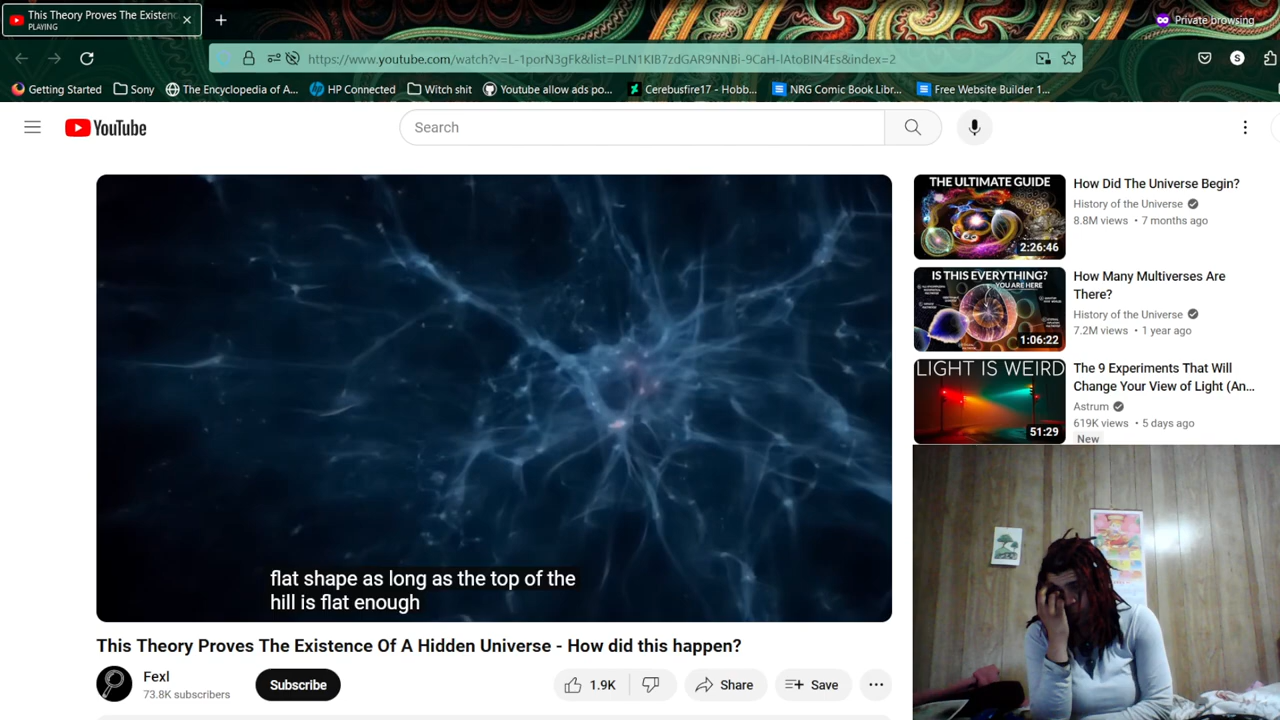 This Theory Proves The Existenc
PLAYING
Private browsing
https://www.youtube.com/watch?v=L-1porN3gFk&list=PLN1KIB7zdGAR9NNBi-9CaH-IAtoBIN4Es&index=2
S
Getting Started
Sony
The Encyclopedia of A...
HP Connected
Witch shit
Youtube allow ads po...
Cerebusfire17 - Hobb...
NRG Comic Book Libr...
Free Website Builder 1...
YouTube
Search
flat shape as long as the top of the
hill is flat enough
This Theory Proves The Existence Of A Hidden Universe - How did this happen?
Fexl
73.8K subscribers
Subscribe
1.9K
Share
Save
THE ULTIMATE GUIDE
2:26:46
How Did The Universe Begin?
History of the Universe
8.8M views • 7 months ago
IS THIS EVERYTHING?
YOU ARE HERE
1:06:22
How Many Multiverses Are
There?
History of the Universe
7.2M views • 1 year ago
LIGHT IS WEIRD
51:29
The 9 Experiments That Will
Change Your View of Light (An...
Astrum
619K views • 5 days ago
New